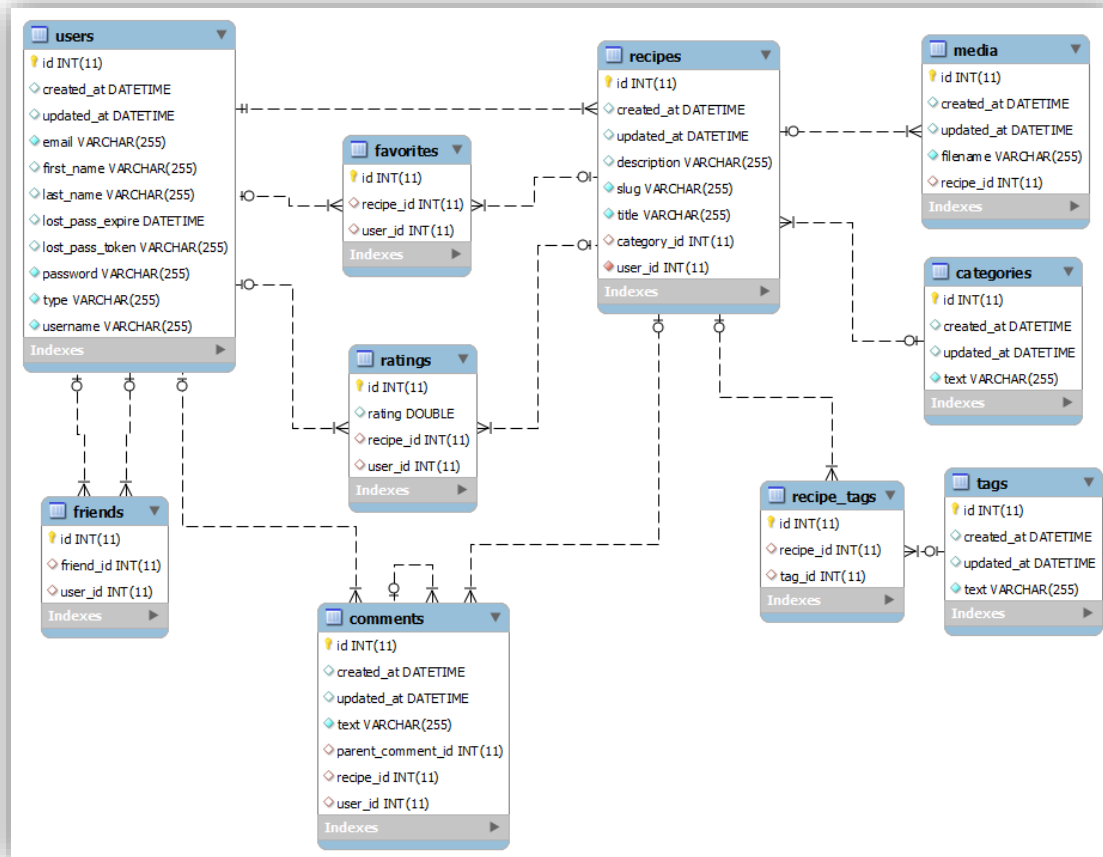 users
id INT(11)
created_at DATETIME
updated_at DATETIME
email VARCHAR(255)
first_name VARCHAR(255)
last_name VARCHAR(255)
lost_pass_expire DATETIME
lost_pass_token VARCHAR(255)
password VARCHAR(255)
type VARCHAR(255)
username VARCHAR(255)
Indexes
favorites
id INT(11)
recipe_id INT(11)
user_id INT(11)
Indexes
recipes
id INT(11)
created_at DATETIME
updated_at DATETIME
description VARCHAR(255)
slug VARCHAR(255)
title VARCHAR(255)
category_id INT(11)
user_id INT(11)
Indexes
media
id INT(11)
created_at DATETIME
updated_at DATETIME
filename VARCHAR(255)
recipe_id INT(11)
Indexes
categories
id INT(11)
created_at DATETIME
updated_at DATETIME
text VARCHAR(255)
Indexes
ratings
id INT(11)
rating DOUBLE
recipe_id INT(11)
user_id INT(11)
Indexes
friends
id INT(11)
friend_id INT(11)
user_id INT(11)
Indexes
recipe_tags
id INT(11)
recipe_id INT(11)
tag_id INT(11)
Indexes
tags
id INT(11)
created_at DATETIME
updated_at DATETIME
text VARCHAR(255)
Indexes
comments
id INT(11)
created_at DATETIME
updated_at DATETIME
text VARCHAR(255)
parent_comment_id INT(11)
recipe_id INT(11)
user_id INT(11)
Indexes